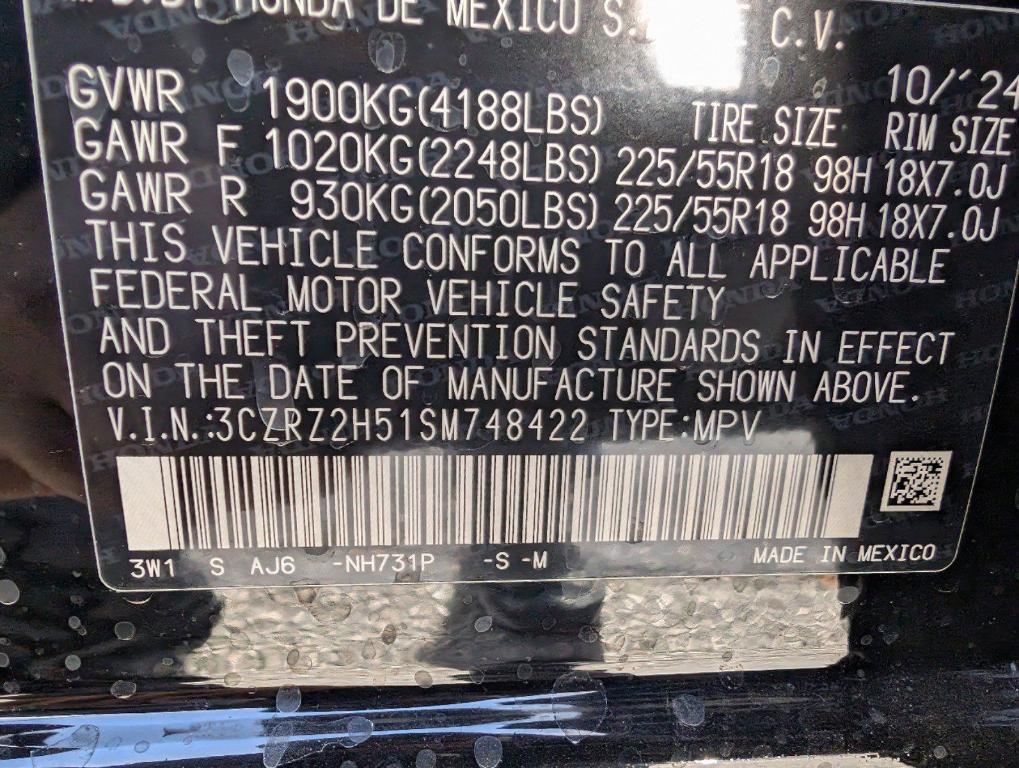 HONDA DE MEXICO S. C.V.
10/'24
GVWR 1900KG(4188LBS) TIRE SIZE RIM SIZE
GAWR F 1020KG(2248LBS) 225/55R18 98H 18X7.0J
GAWR R 930KG(2050LBS) 225/55R18 98H 18X7.0J
THIS VEHICLE CONFORMS TO ALL APPLICABLE
FEDERAL MOTOR VEHICLE SAFETY
AND THEFT PREVENTION STANDARDS IN EFFECT
ON THE DATE OF MANUFACTURE SHOWN ABOVE.
V.I.N.:3CZRZ2H51SM748422 TYPE:MPV
3W1 S AJ6 -NH731P -S -M MADE IN MEXICO